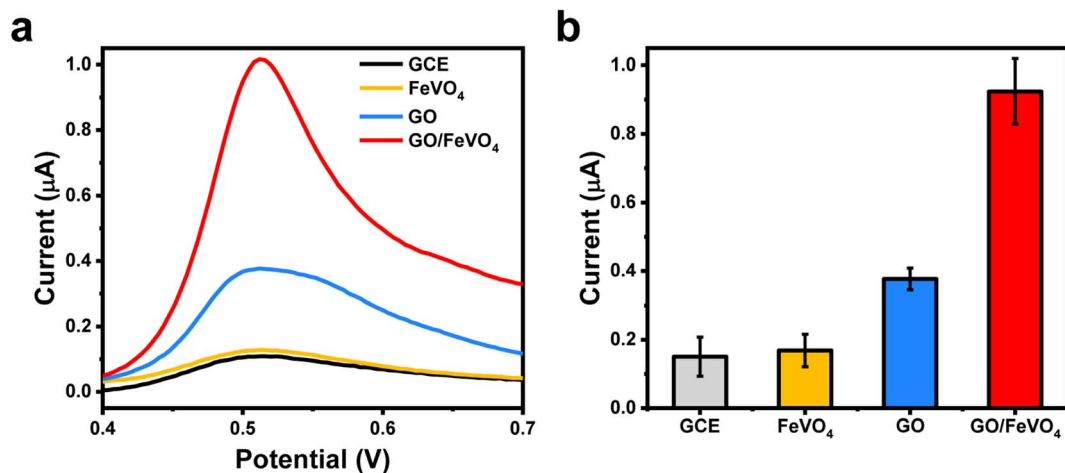 a
Current (μA)
1.0
0.8
0.6
0.4
0.2
0.0
0.4
0.5
0.6
0.7
Potential (V)
GCE
FeVO₄
GO
GO/FeVO₄
b
Current (μA)
1.0
0.8
0.6
0.4
0.2
0.0
GCE
FeVO₄
GO
GO/FeVO₄